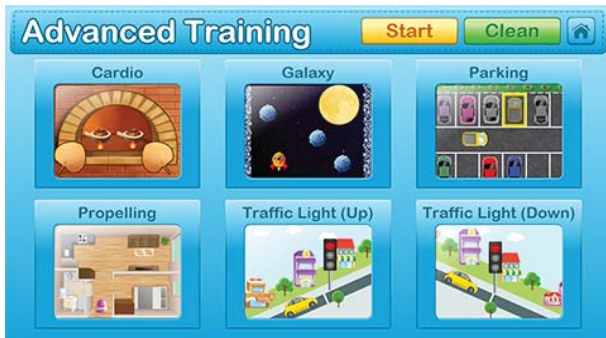 Advanced Training
Start
Clean
Cardio
Galaxy
Parking
Propelling
Traffic Light (Up)
Traffic Light (Down)